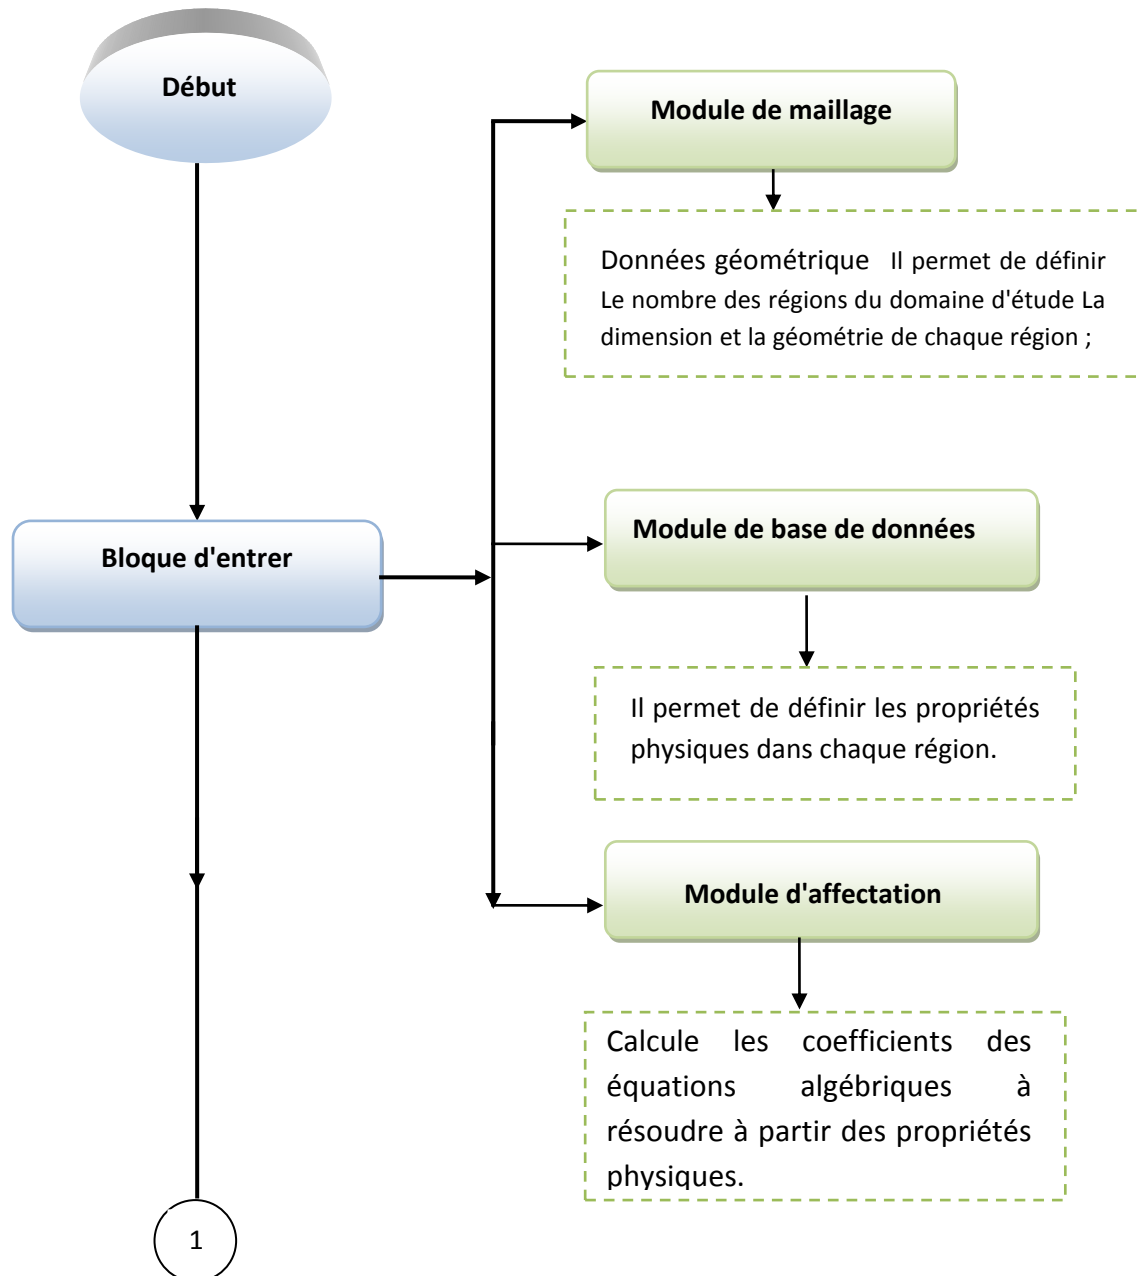 Début
Module de maillage
Données géométrique Il permet de définir
Le nombre des régions du domaine d'étude La
dimension et la géométrie de chaque région ;
Module de base de données
Bloque d'entrer
Il permet de définir les propriétés
physiques dans chaque région.
Module d'affectation
Calcule les coefficients des
équations algébriques à
résoudre à partir des propriétés
physiques.
1